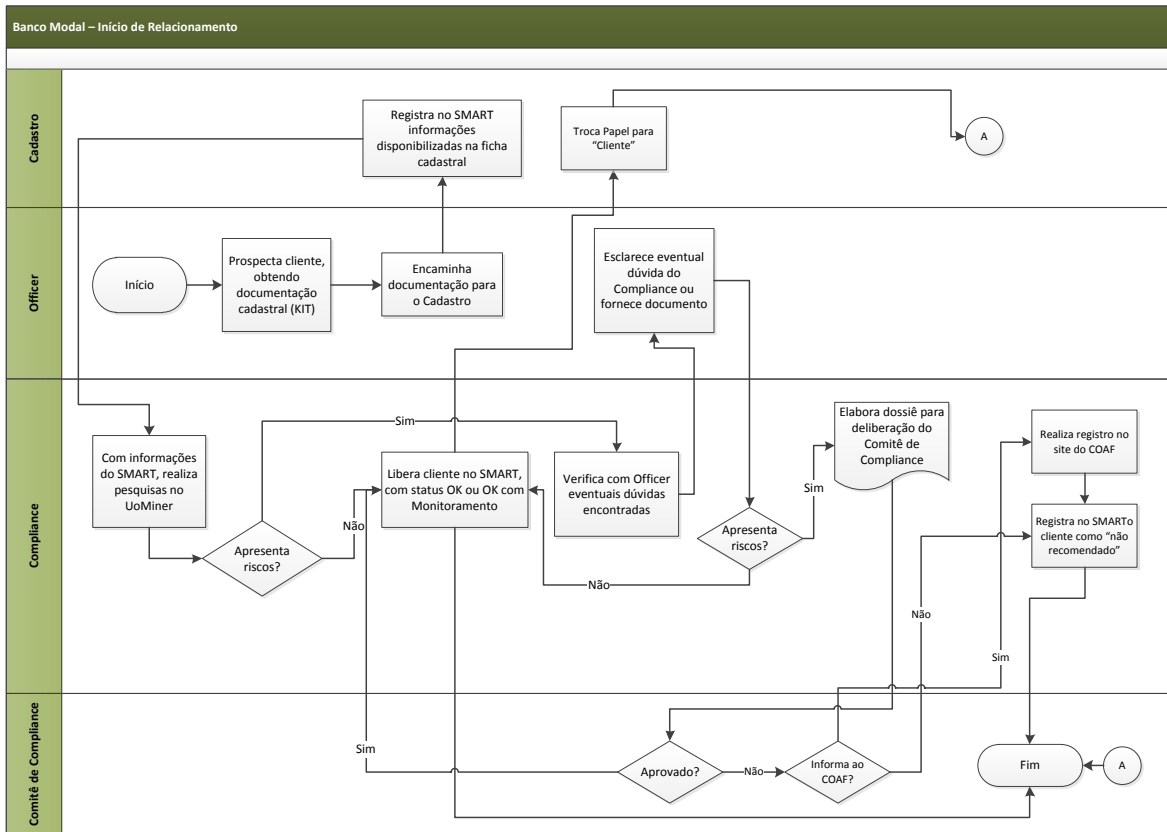 Banco Modal – Início de Relacionamento
Cadastro
Registra no SMART
informações
disponibilizadas na ficha
cadastral
Troca Papel para
“Cliente”
A
Officer
Início
Prospecta cliente,
obtendo
documentação
cadastral (KIT)
Encaminha
documentação para
o Cadastro
Esclarece eventual
dúvida do
Compliance ou
fornece documento
Compliance
Com informações
do SMART, realiza
pesquisas no
UoMiner
Apresenta
riscos?
Sim
Não
Libera cliente no SMART,
com status OK ou OK com
Monitoramento
Verifica com Officer
eventuais dúvidas
encontradas
Apresenta
riscos?
Sim
Não
Elabora dossiê para
deliberação do
Comitê de
Compliance
Realiza registro no
site do COAF
Registra no SMARTo
cliente como “não
recomendado”
Não
Sim
Comitê de Compliance
Sim
Aprovado?
Não
Informa ao
COAF?
Fim
A